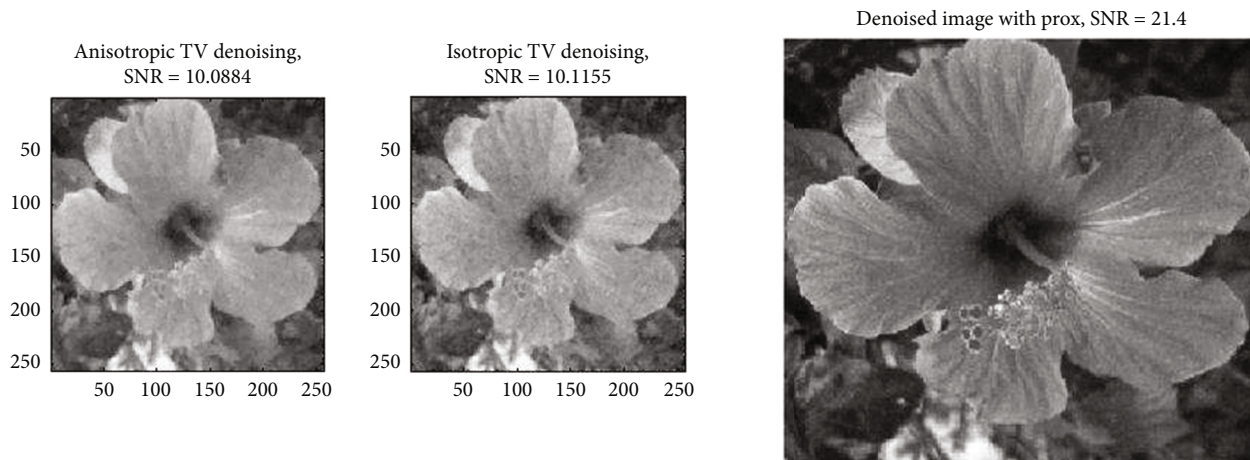 Anisotropic TV denoising,
SNR = 10.0884
50
100
150
200
250
50 100 150 200 250
Isotropic TV denoising,
SNR = 10.1155
50
100
150
200
250
50 100 150 200 250
Denoised image with prox, SNR = 21.4